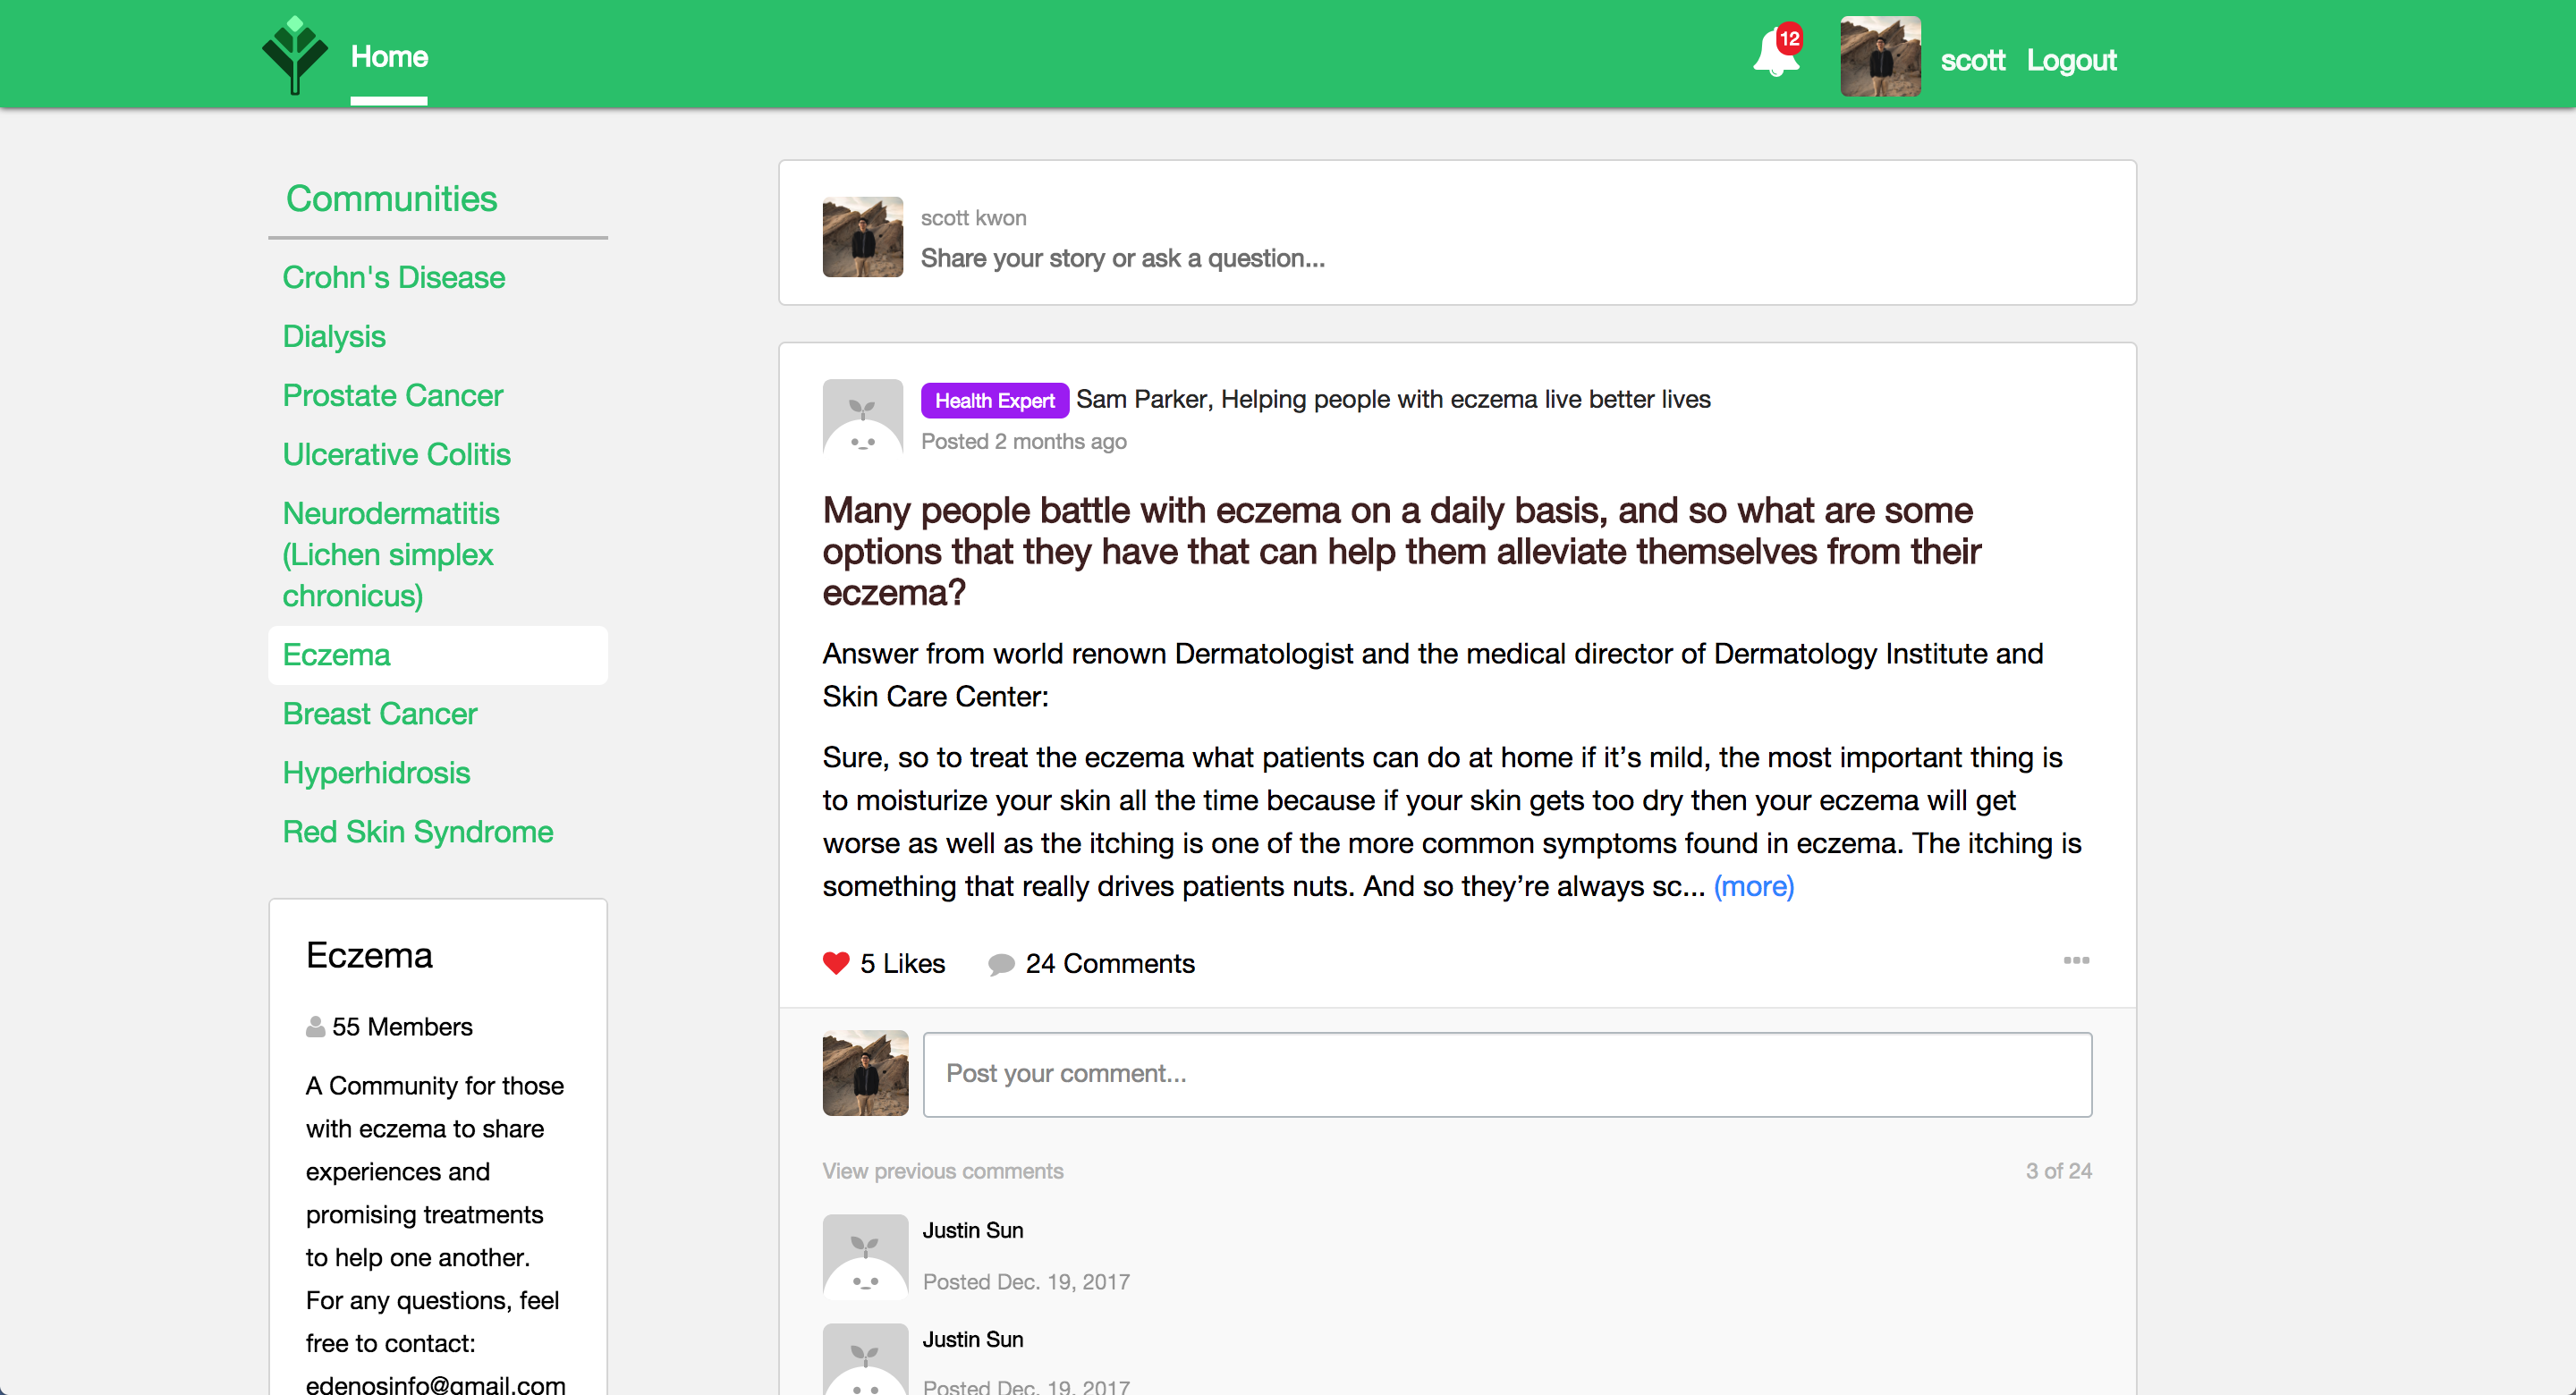 Home
12
scott Logout
Communities
Crohn's Disease
Dialysis
Prostate Cancer
Ulcerative Colitis
Neurodermatitis
(Lichen simplex
chronicus)
Eczema
Breast Cancer
Hyperhidrosis
Red Skin Syndrome
Eczema
55 Members
A Community for those
with eczema to share
experiences and
promising treatments
to help one another.
For any questions, feel
free to contact:
edenosinfo@gmail.com
scott kwon
Share your story or ask a question...
Health Expert Sam Parker, Helping people with eczema live better lives
Posted 2 months ago
Many people battle with eczema on a daily basis, and so what are some
options that they have that can help them alleviate themselves from their
eczema?
Answer from world renown Dermatologist and the medical director of Dermatology Institute and
Skin Care Center:
Sure, so to treat the eczema what patients can do at home if it’s mild, the most important thing is
to moisturize your skin all the time because if your skin gets too dry then your eczema will get
worse as well as the itching is one of the more common symptoms found in eczema. The itching is
something that really drives patients nuts. And so they’re always sc... (more)
5 Likes 24 Comments
Post your comment...
View previous comments 3 of 24
Justin Sun
Posted Dec. 19, 2017
Justin Sun
Posted Dec. 19, 2017